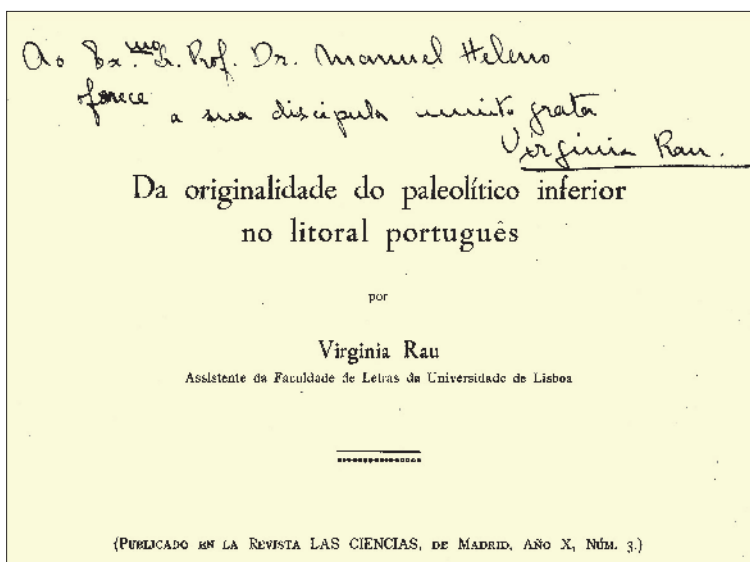 Ao Ex.mo Sr. Prof. Dr. Manuel Heleno
oferece a sua discípula muito grata
Virginia Rau.
Da originalidade do paleolítico inferior
no litoral português
por
Virginia Rau
Assistente da Faculdade de Letras da Universidade de Lisboa
(PUBLICADO EN LA REVISTA LAS CIENCIAS, DE MADRID, AÑO X, NÚM. 3.)